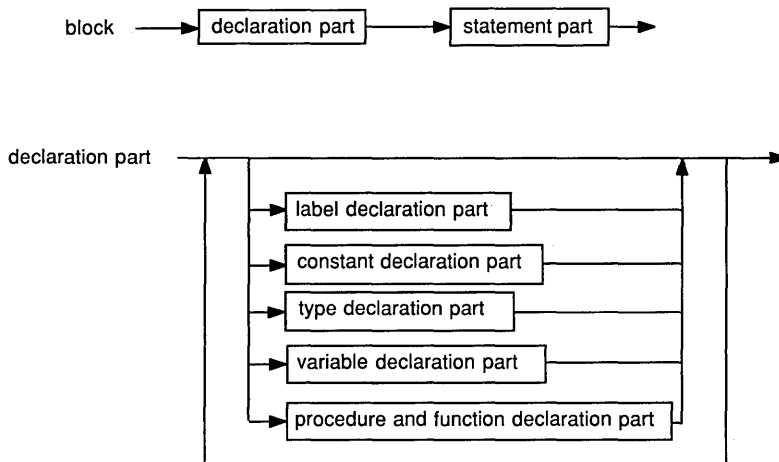 block declaration part statement part
declaration part
label declaration part
constant declaration part
type declaration part
variable declaration part
procedure and function declaration part